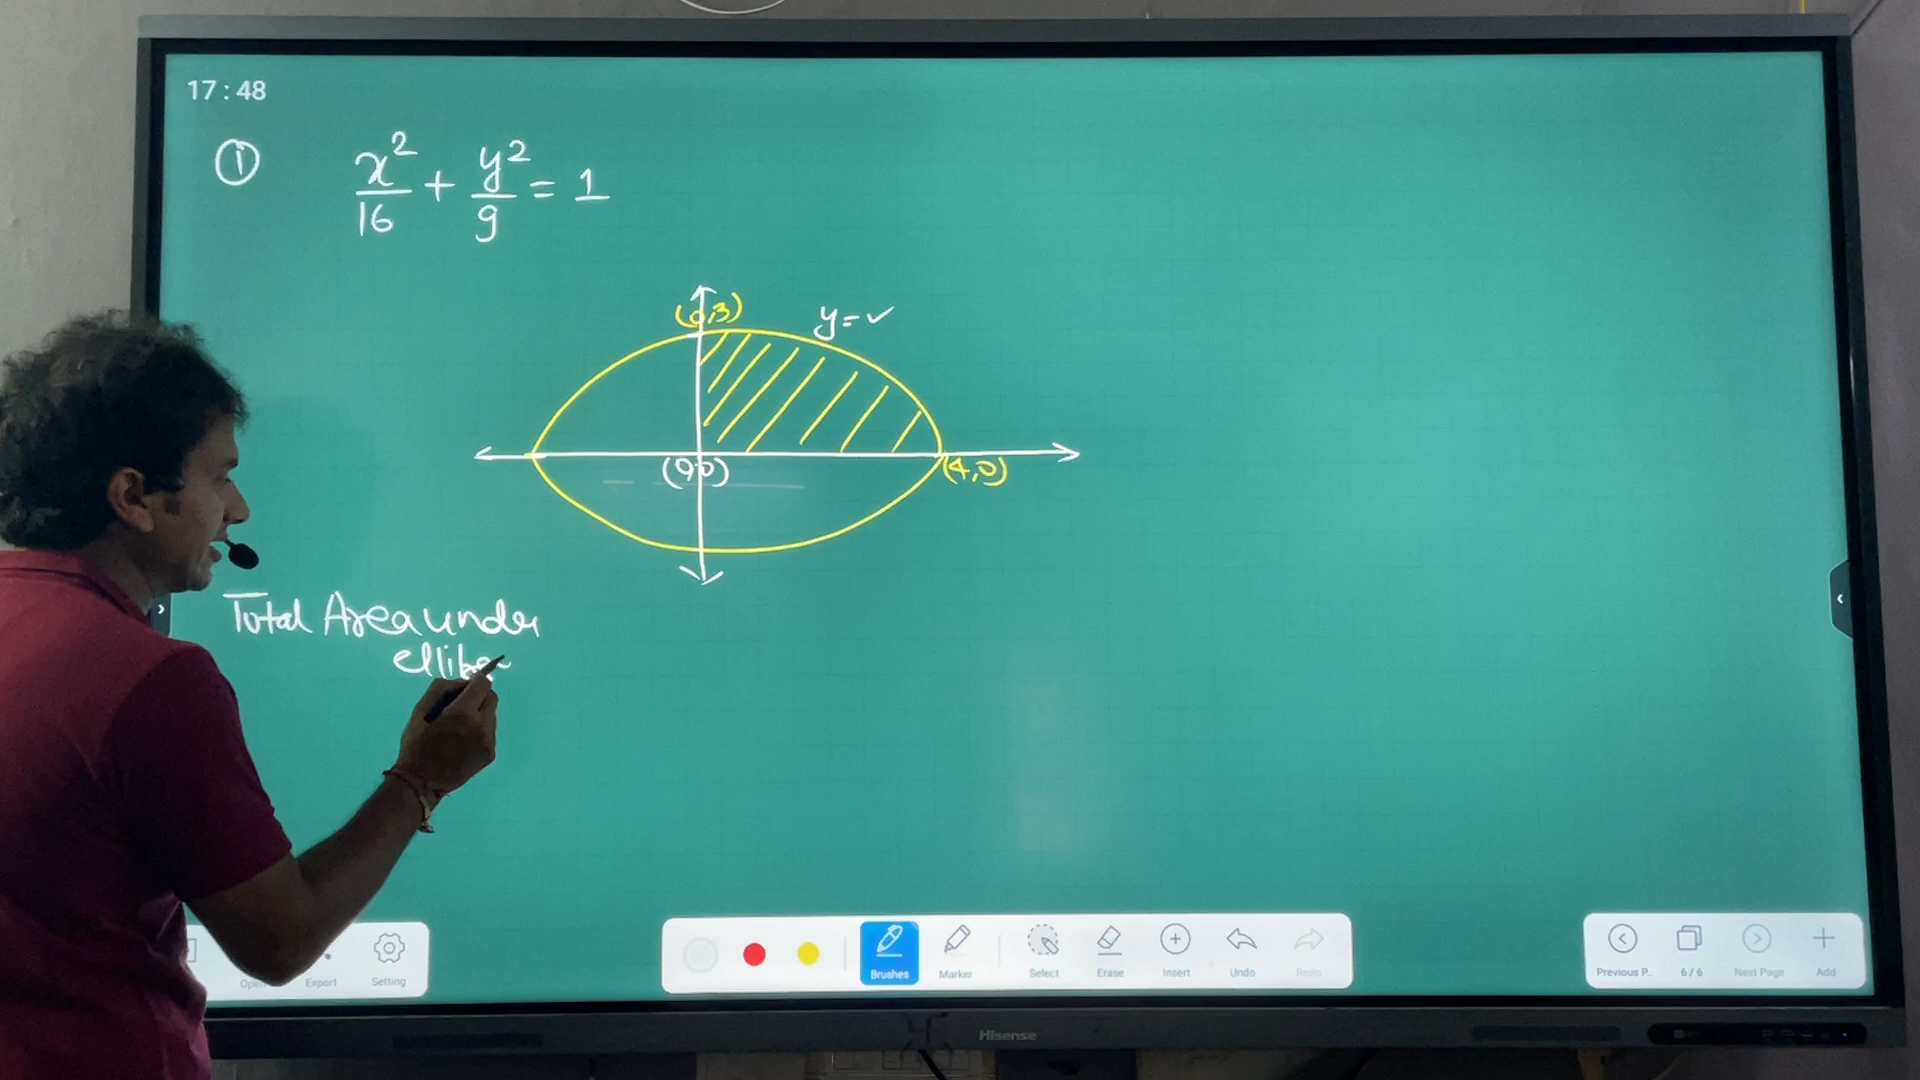 17 : 48
① x²/16 + y²/9 = 1
(0,3)
y = ✓
(0,0)
(4,0)
Total Area under
Open
Export
Setting
Brushes
Marker
Select
Erase
Insert
Undo
Redo
Previous P..
6 / 6
Next Page
Add
Hisense